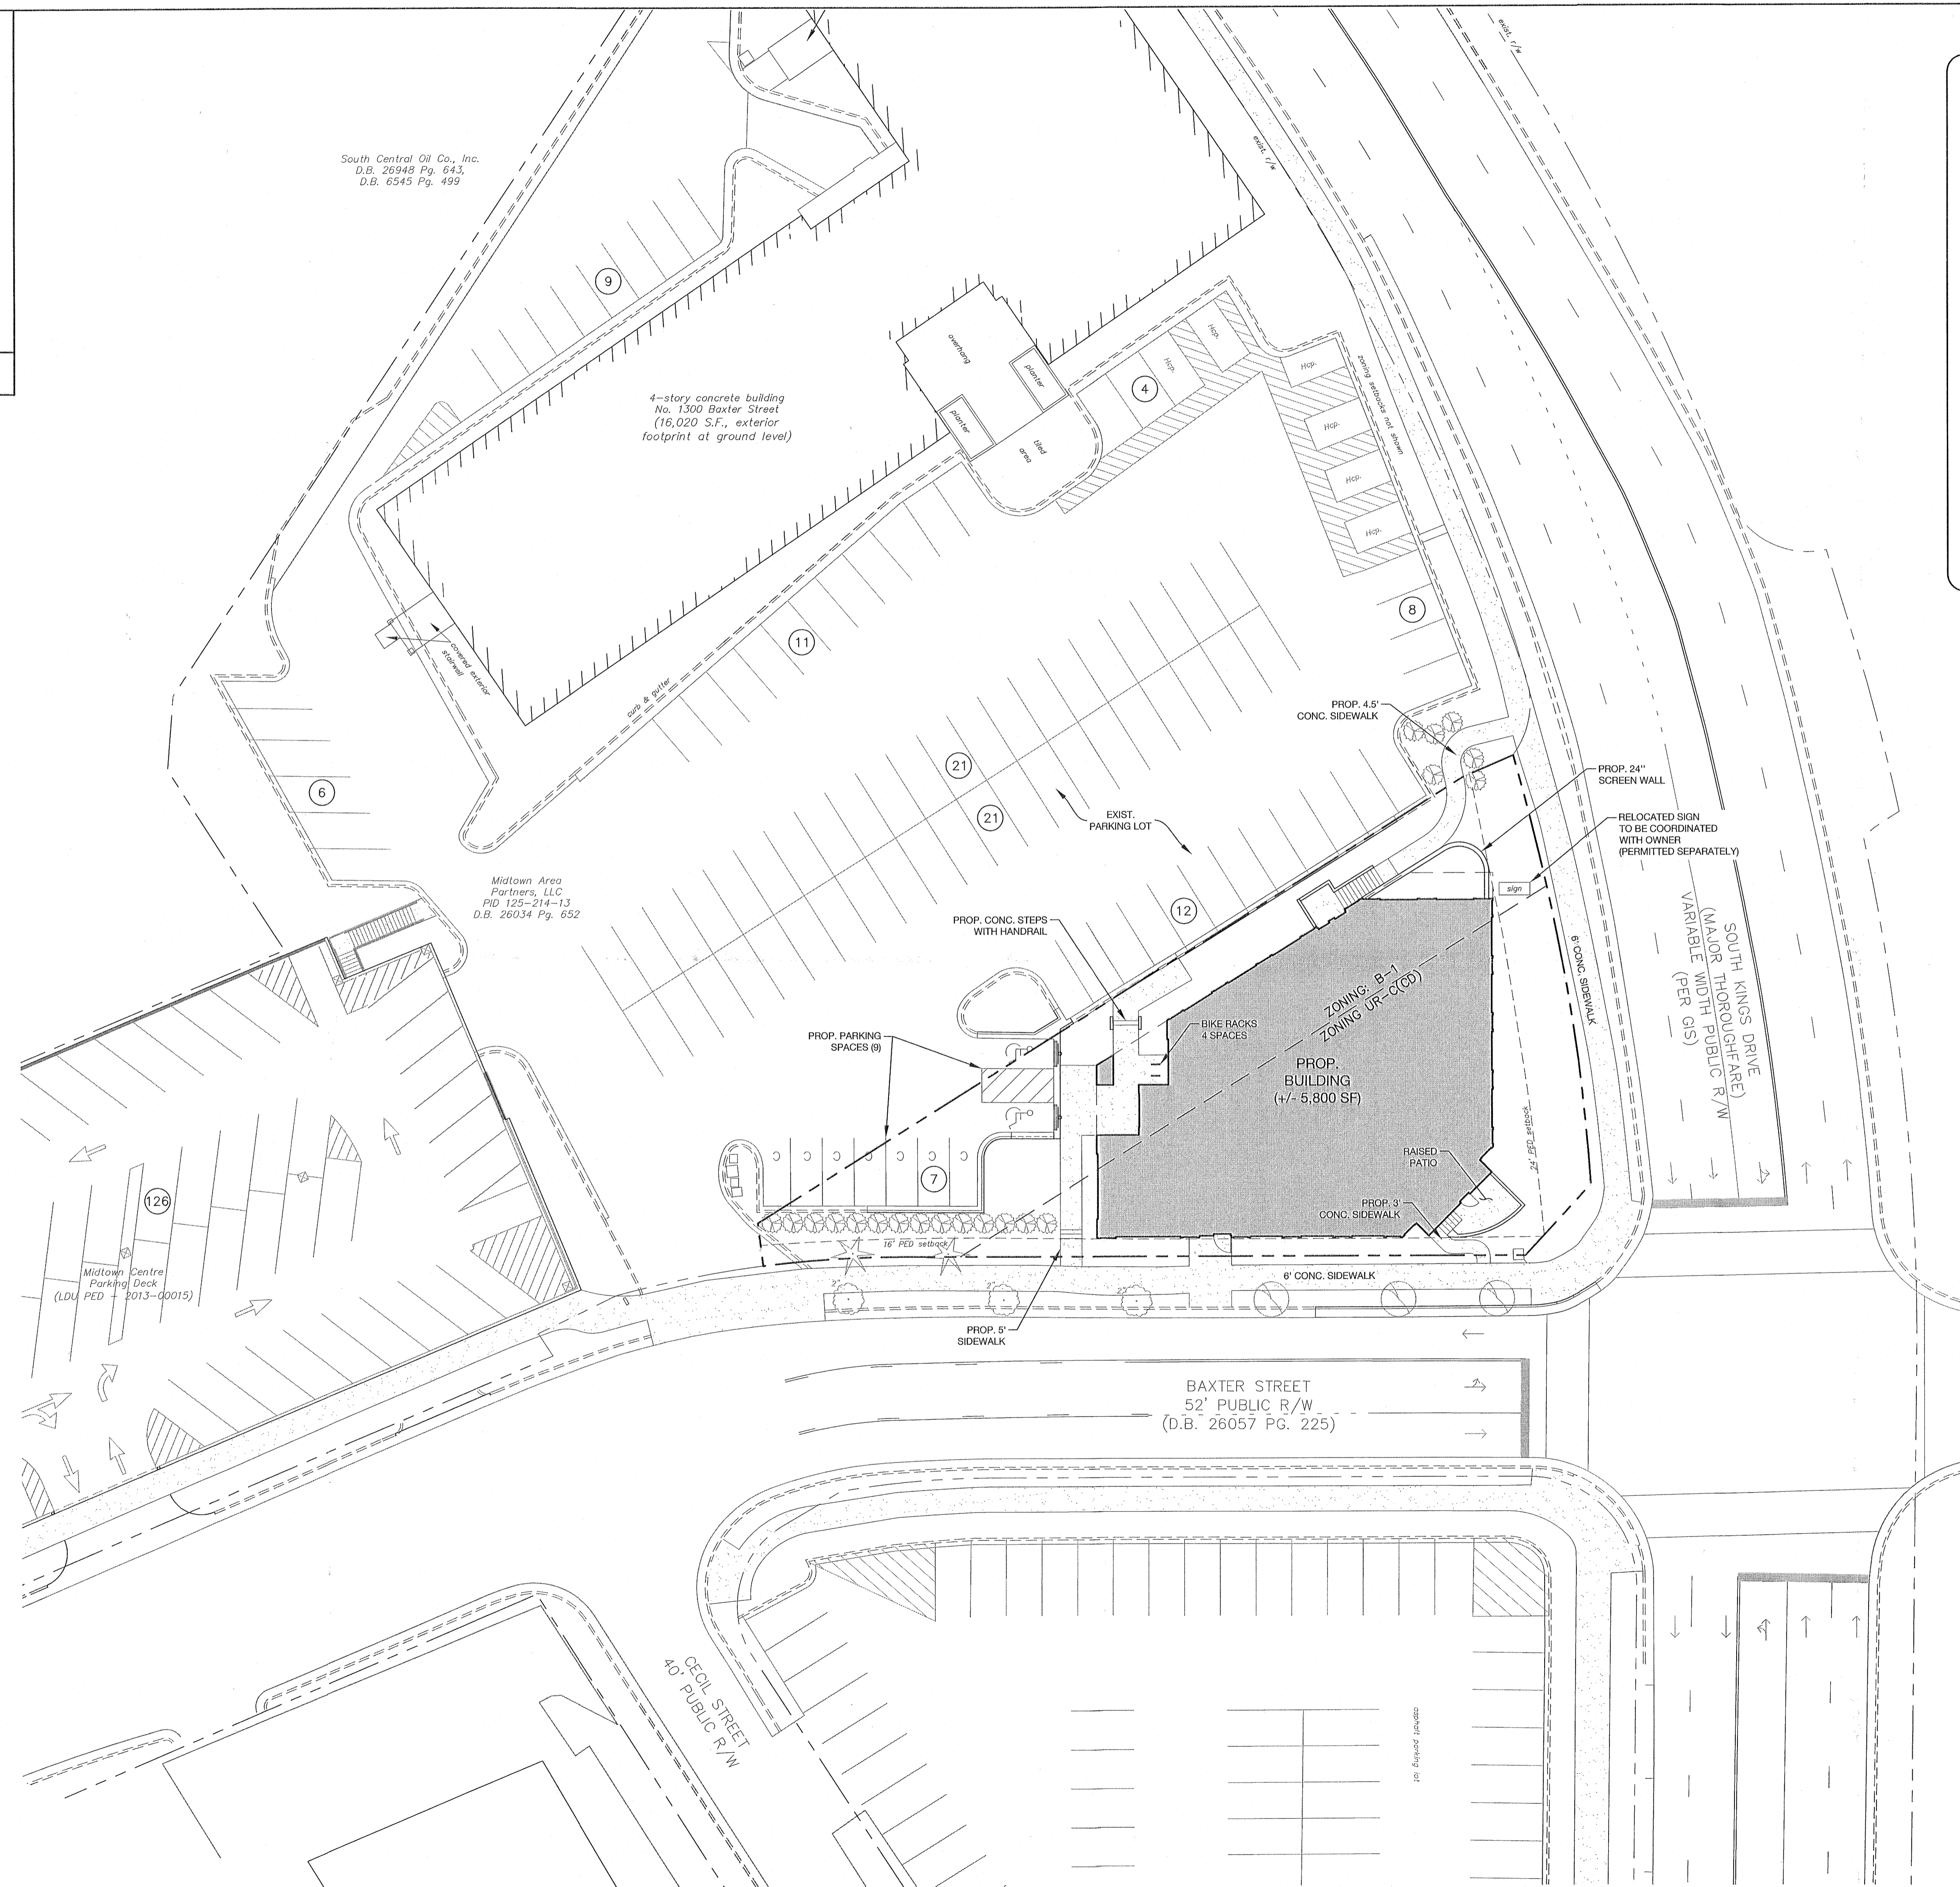 exist. r/w
South Central Oil Co., Inc.
D.B. 26948 Pg. 643,
D.B. 6545 Pg. 499
exist. r/w
9
overhang
planter
planter
tiled
area
4
Hcp.
Hcp.
Hcp.
Hcp.
Hcp.
Hcp.
zoning setbacks not shown
4-story concrete building
No. 1300 Baxter Street
(16,020 S.F., exterior
footprint at ground level)
8
11
covered exterior
stairwell
curb & gutter
PROP. 4.5'
CONC. SIDEWALK
6
21
21
EXIST.
PARKING LOT
PROP. 24"
SCREEN WALL
RELOCATED SIGN
TO BE COORDINATED
WITH OWNER
(PERMITTED SEPARATELY)
sign
Midtown Area
Partners, LLC
PID 125-214-13
D.B. 26034 Pg. 652
12
PROP. CONC. STEPS
WITH HANDRAIL
SOUTH KINGS DRIVE
(MAJOR THOROUGHFARE)
VARIABLE WIDTH PUBLIC R/W
(PER GIS)
6' CONC. SIDEWALK
ZONING: B-1
ZONING UR-C(CD)
BIKE RACKS
4 SPACES
PROP. PARKING
SPACES (9)
PROP.
BUILDING
(+/- 5,800 SF)
24' PED setback
RAISED
PATIO
C
C
C
C
C
C
C
7
126
PROP. 3'
CONC. SIDEWALK
16' PED setback
Midtown Centre
Parking Deck
(LDU PED - 2013-00015)
6' CONC. SIDEWALK
PROP. 5'
SIDEWALK
BAXTER STREET
52' PUBLIC R/W
(D.B. 26057 PG. 225)
CECIL STREET
40' PUBLIC R/W
asphalt parking lot